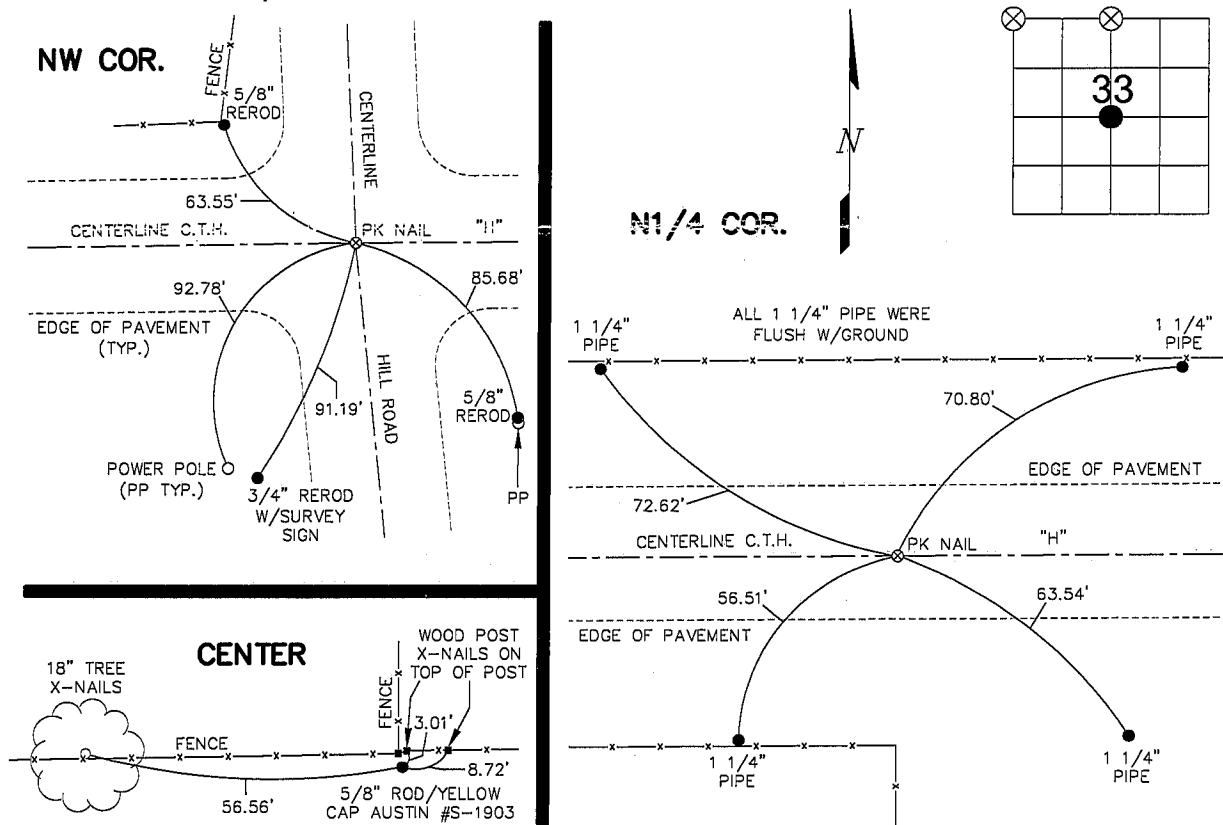 NW COR.
FENCE
5/8"
REROD
CENTERLINE
63.55'
CENTERLINE C.T.H.
PK NAIL
"H"
92.78'
85.68'
EDGE OF PAVEMENT
(TYP.)
HILL ROAD
91.19'
5/8"
REROD
POWER POLE
(PP TYP.)
3/4" REROD
W/SURVEY
SIGN
PP
33
N
N1/4 COR.
ALL 1 1/4" PIPE WERE
FLUSH W/GROUND
1 1/4"
PIPE
1 1/4"
PIPE
70.80'
EDGE OF PAVEMENT
72.62'
CENTERLINE C.T.H.
PK NAIL
"H"
56.51'
63.54'
EDGE OF PAVEMENT
1 1/4"
PIPE
1 1/4"
PIPE
CENTER
18" TREE
X-NAILS
WOOD POST
X-NAILS ON
TOP OF POST
FENCE
3.01'
FENCE
8.72'
56.56'
5/8" ROD/YELLOW
CAP AUSTIN #S-1903